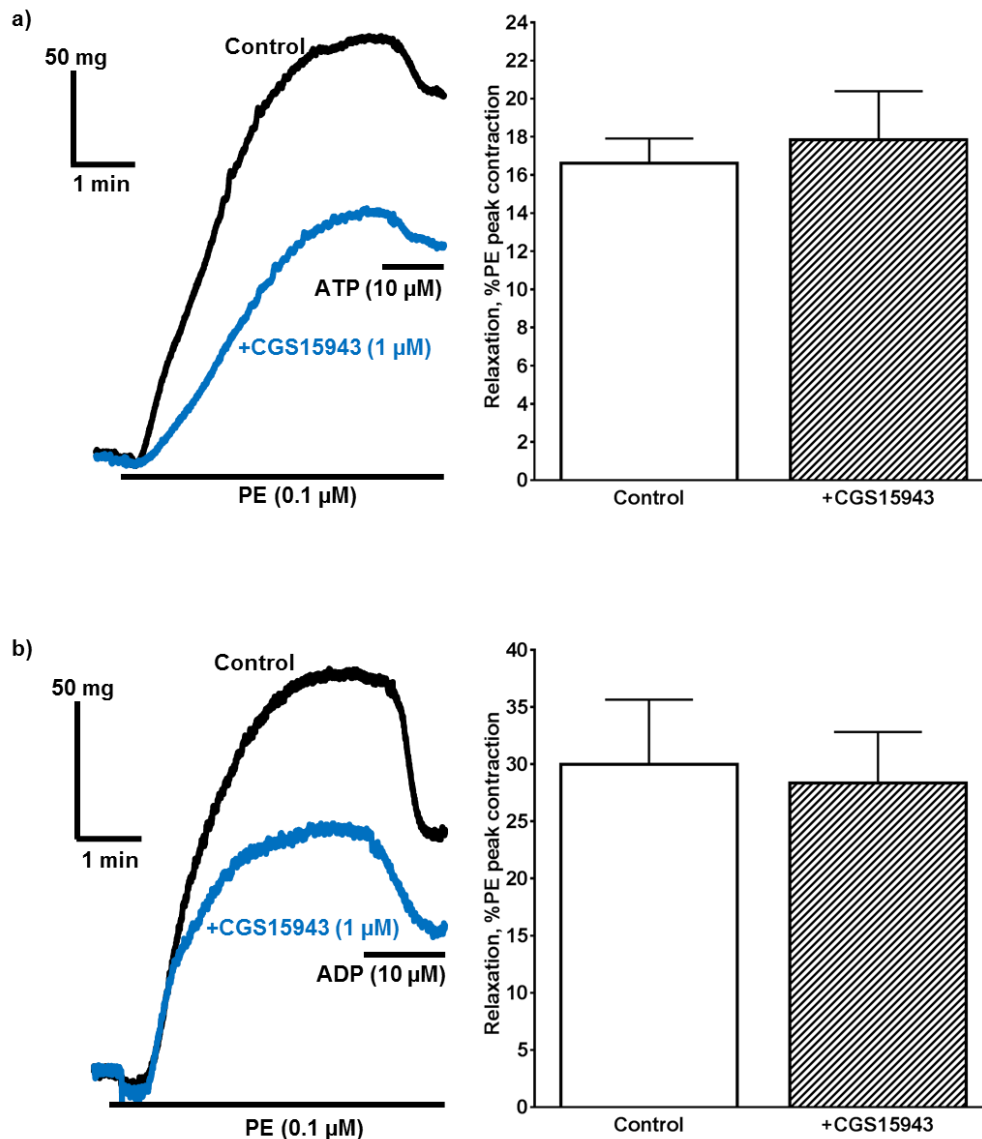 a)
50 mg
1 min
Control
ATP (10 µM)
+CGS15943 (1 µM)
PE (0.1 µM)
Relaxation, %PE peak contraction
24
22
20
18
16
14
12
10
8
6
4
2
0
Control
+CGS15943
b)
50 mg
1 min
Control
+CGS15943 (1 µM)
ADP (10 µM)
PE (0.1 µM)
Relaxation, %PE peak contraction
40
35
30
25
20
15
10
5
0
Control
+CGS15943